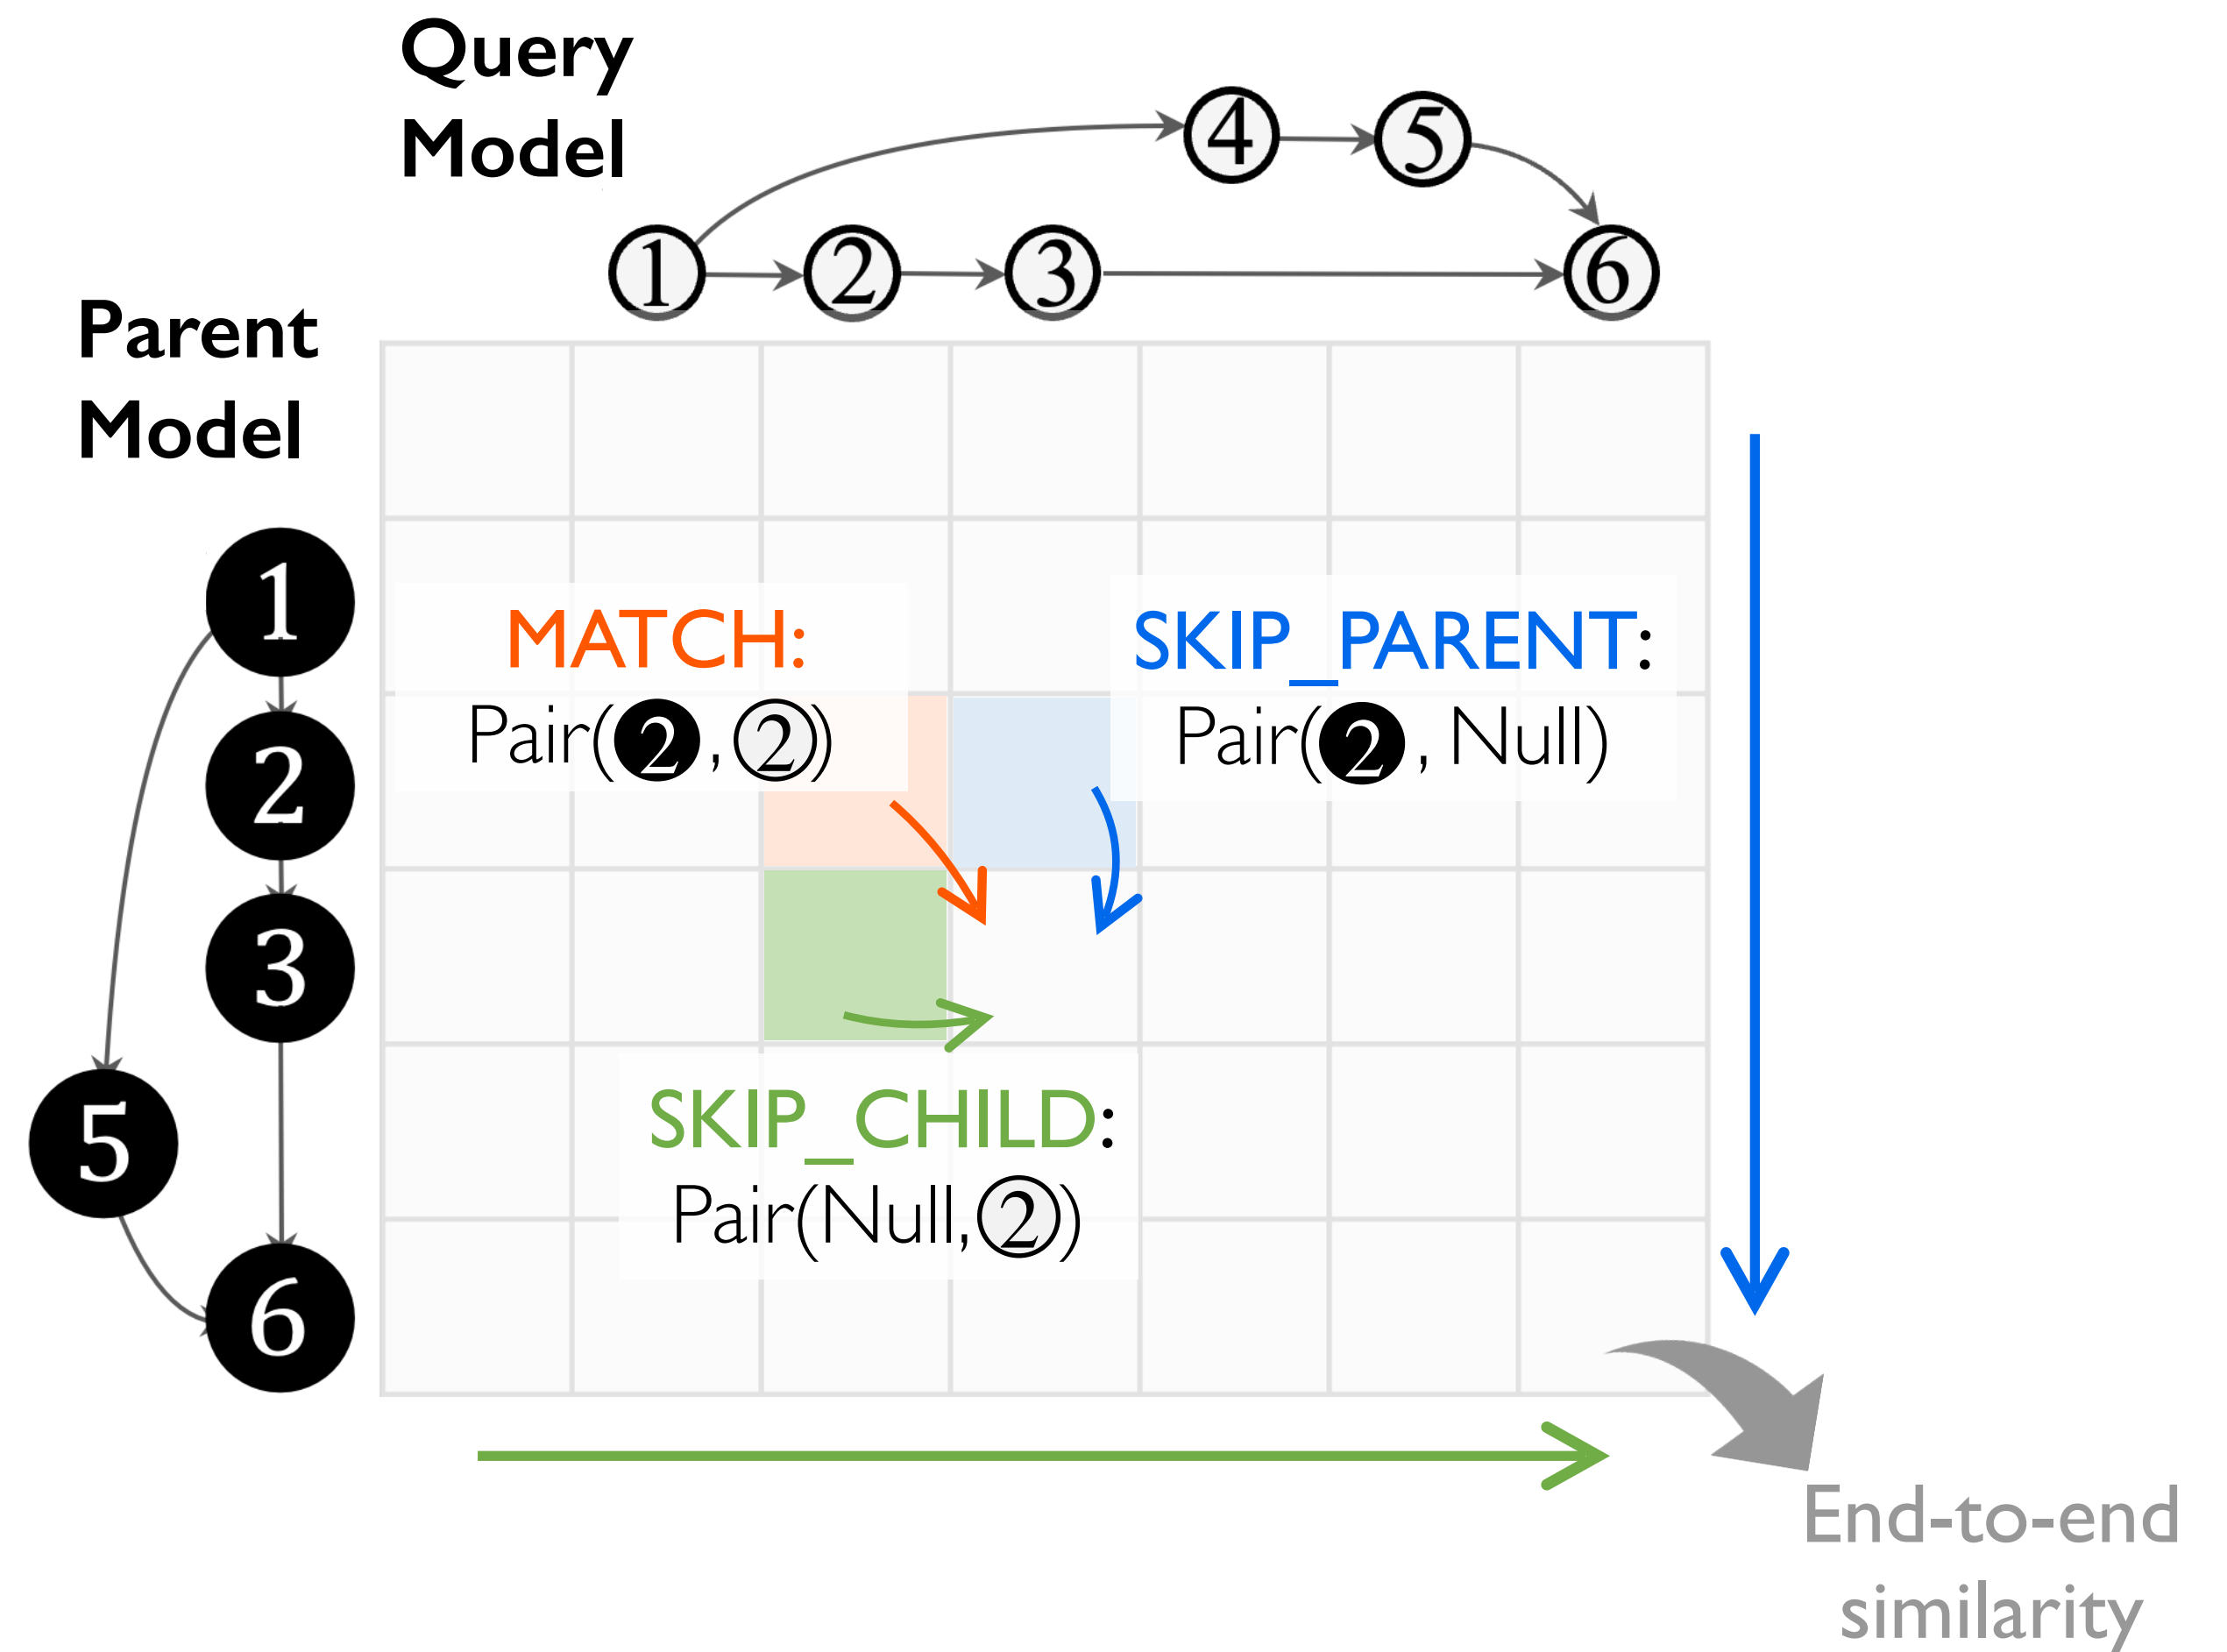 Query
Model
4 5
1 2 3 6
Parent
Model
1
2
3
5
6
MATCH:
Pair(2,2)
SKIP_PARENT:
Pair(2, Null)
SKIP_CHILD:
Pair(Null,2)
End-to-end
similarity